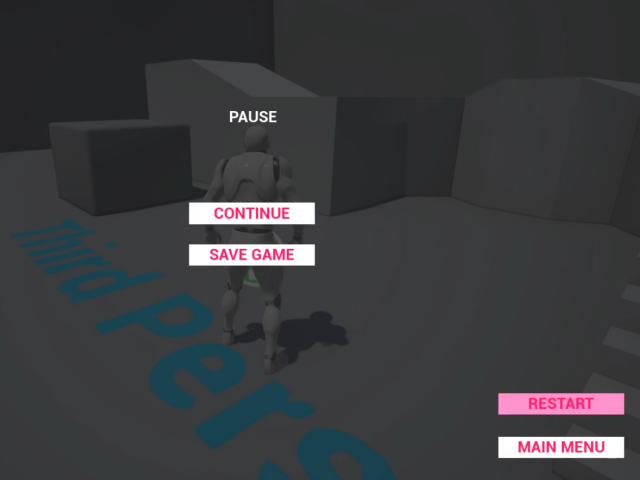 PAUSE
CONTINUE
SAVE GAME
Third Pers
RESTART
MAIN MENU